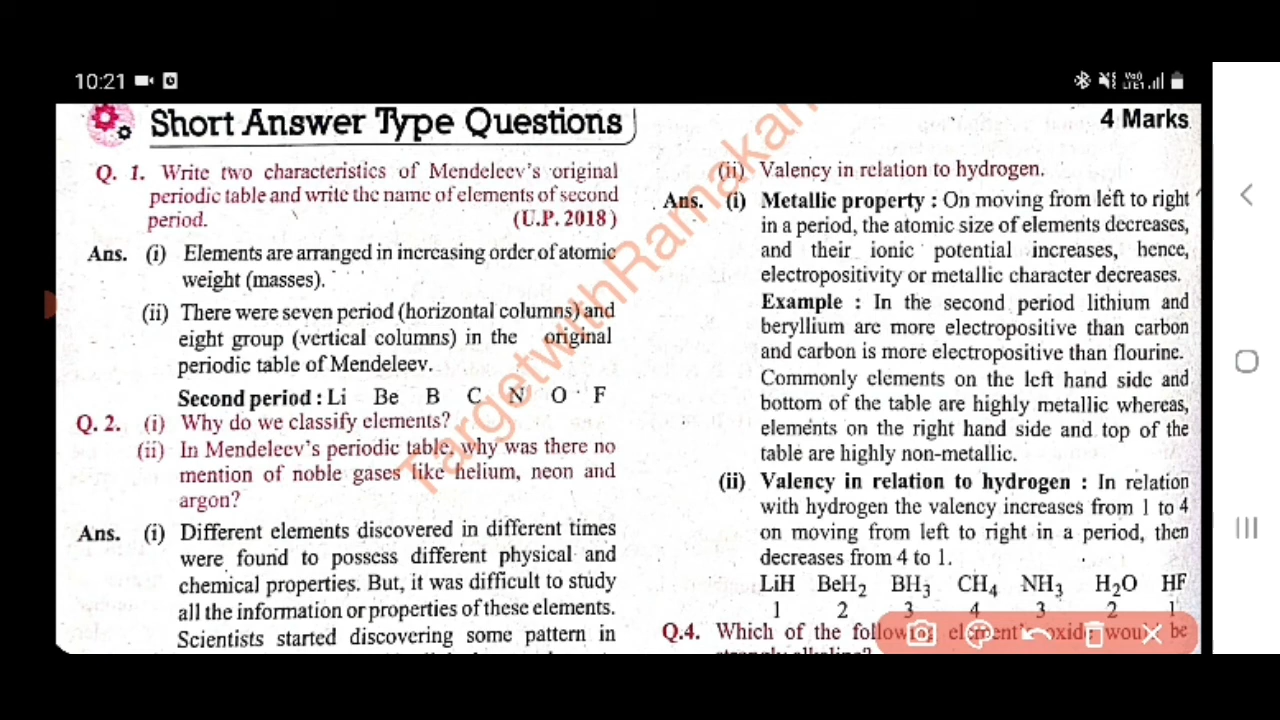 10:21
Short Answer Type Questions
4 Marks
Q. 1. Write two characteristics of Mendeleev's original
periodic table and write the name of elements of second
period. (U.P. 2018)
Ans. (i) Elements are arranged in increasing order of atomic
weight (masses).
(ii) There were seven period (horizontal columns) and
eight group (vertical columns) in the original
periodic table of Mendeleev.
Second period : Li Be B C N O F
Q. 2. (i) Why do we classify elements?
(ii) In Mendeleev's periodic table, why was there no
mention of noble gases like helium, neon and
argon?
Ans. (i) Different elements discovered in different times
were found to possess different physical and
chemical properties. But, it was difficult to study
all the information or properties of these elements.
Scientists started discovering some pattern in
(ii) Valency in relation to hydrogen.
Ans. (i) Metallic property : On moving from left to right
in a period, the atomic size of elements decreases,
and their ionic potential increases, hence,
electropositivity or metallic character decreases.
Example : In the second period lithium and
beryllium are more electropositive than carbon
and carbon is more electropositive than flourine.
Commonly elements on the left hand side and
bottom of the table are highly metallic whereas,
elements on the right hand side and top of the
table are highly non-metallic.
(ii) Valency in relation to hydrogen : In relation
with hydrogen the valency increases from 1 to 4
on moving from left to right in a period, then
decreases from 4 to 1.
LiH BeH₂ BH₃ CH₄ NH₃ H₂O HF
1 2 3 4 3 2 1
Q.4. Which of the following element's oxide would be
strongly alkaline?
TargetwithRamakan